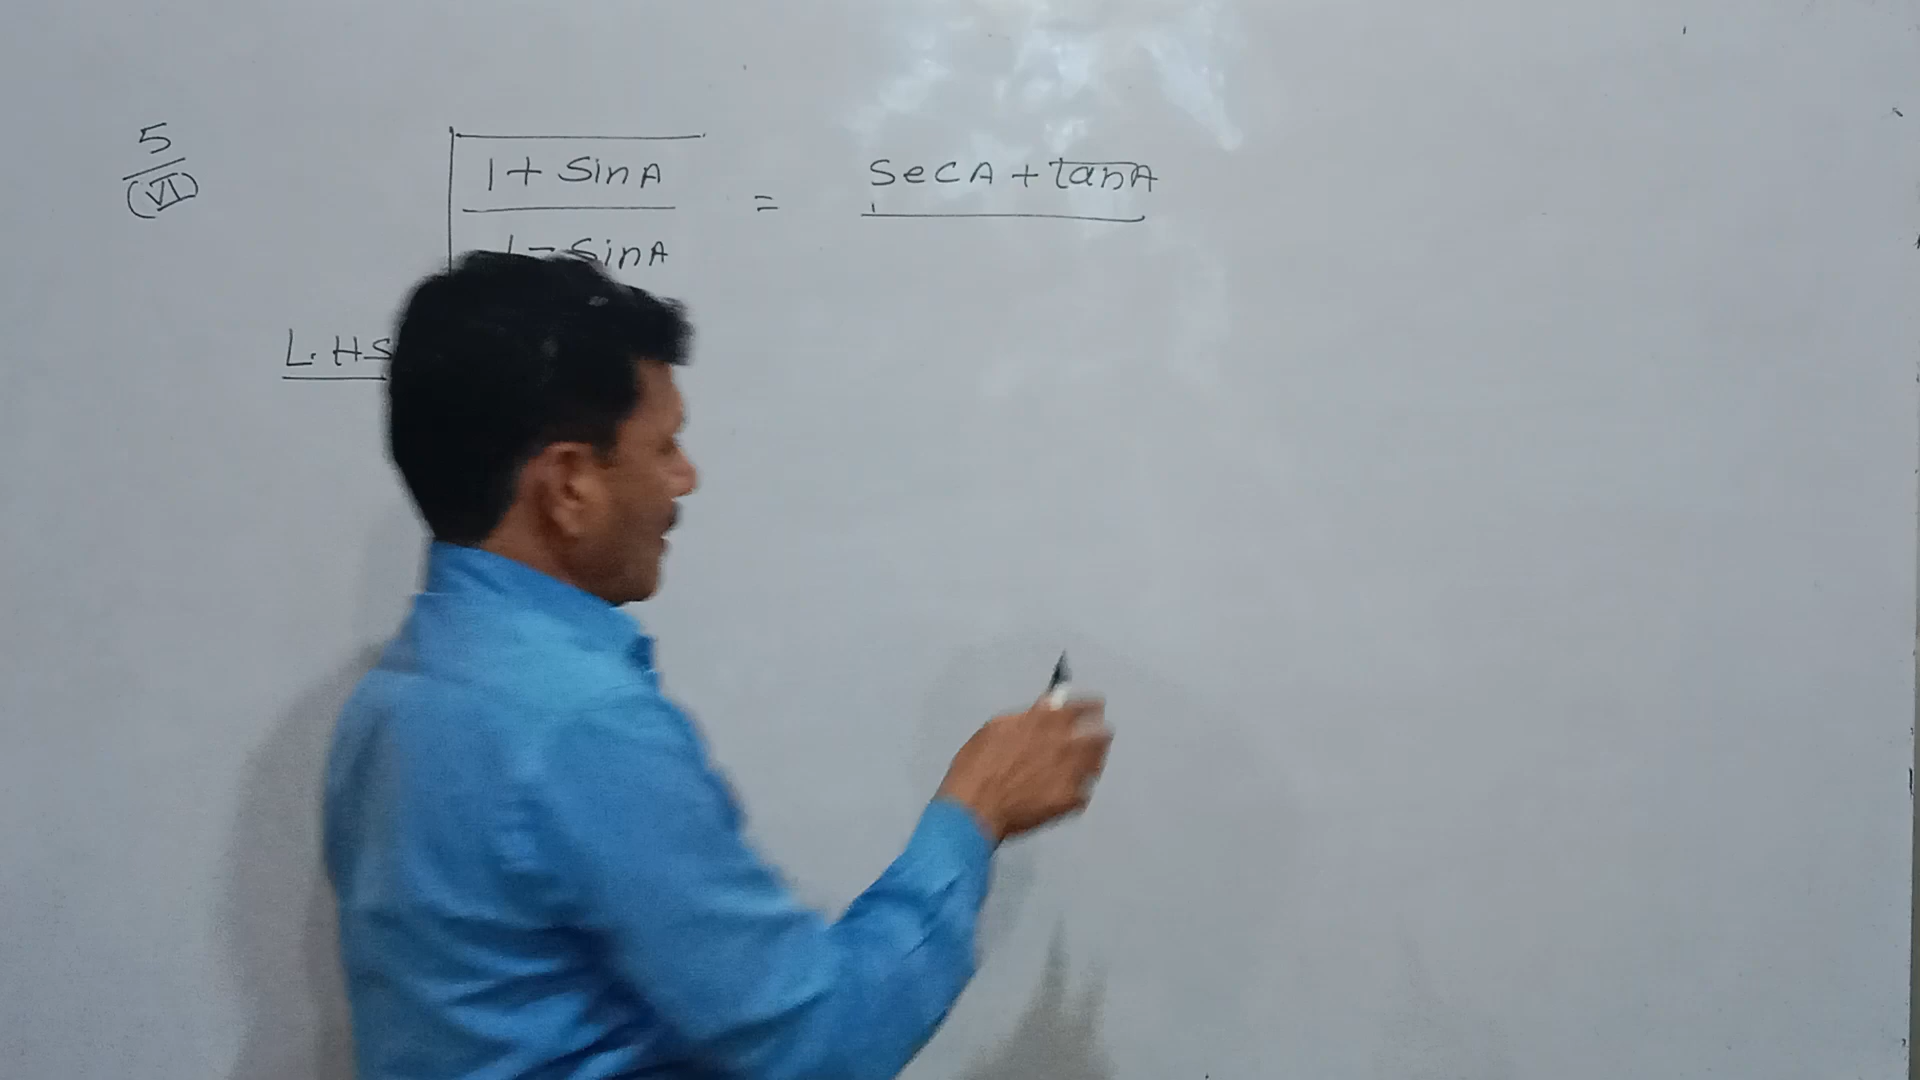 5
(VI)
1 + SinA
= SecA + tanA
1 - SinA
L.HS